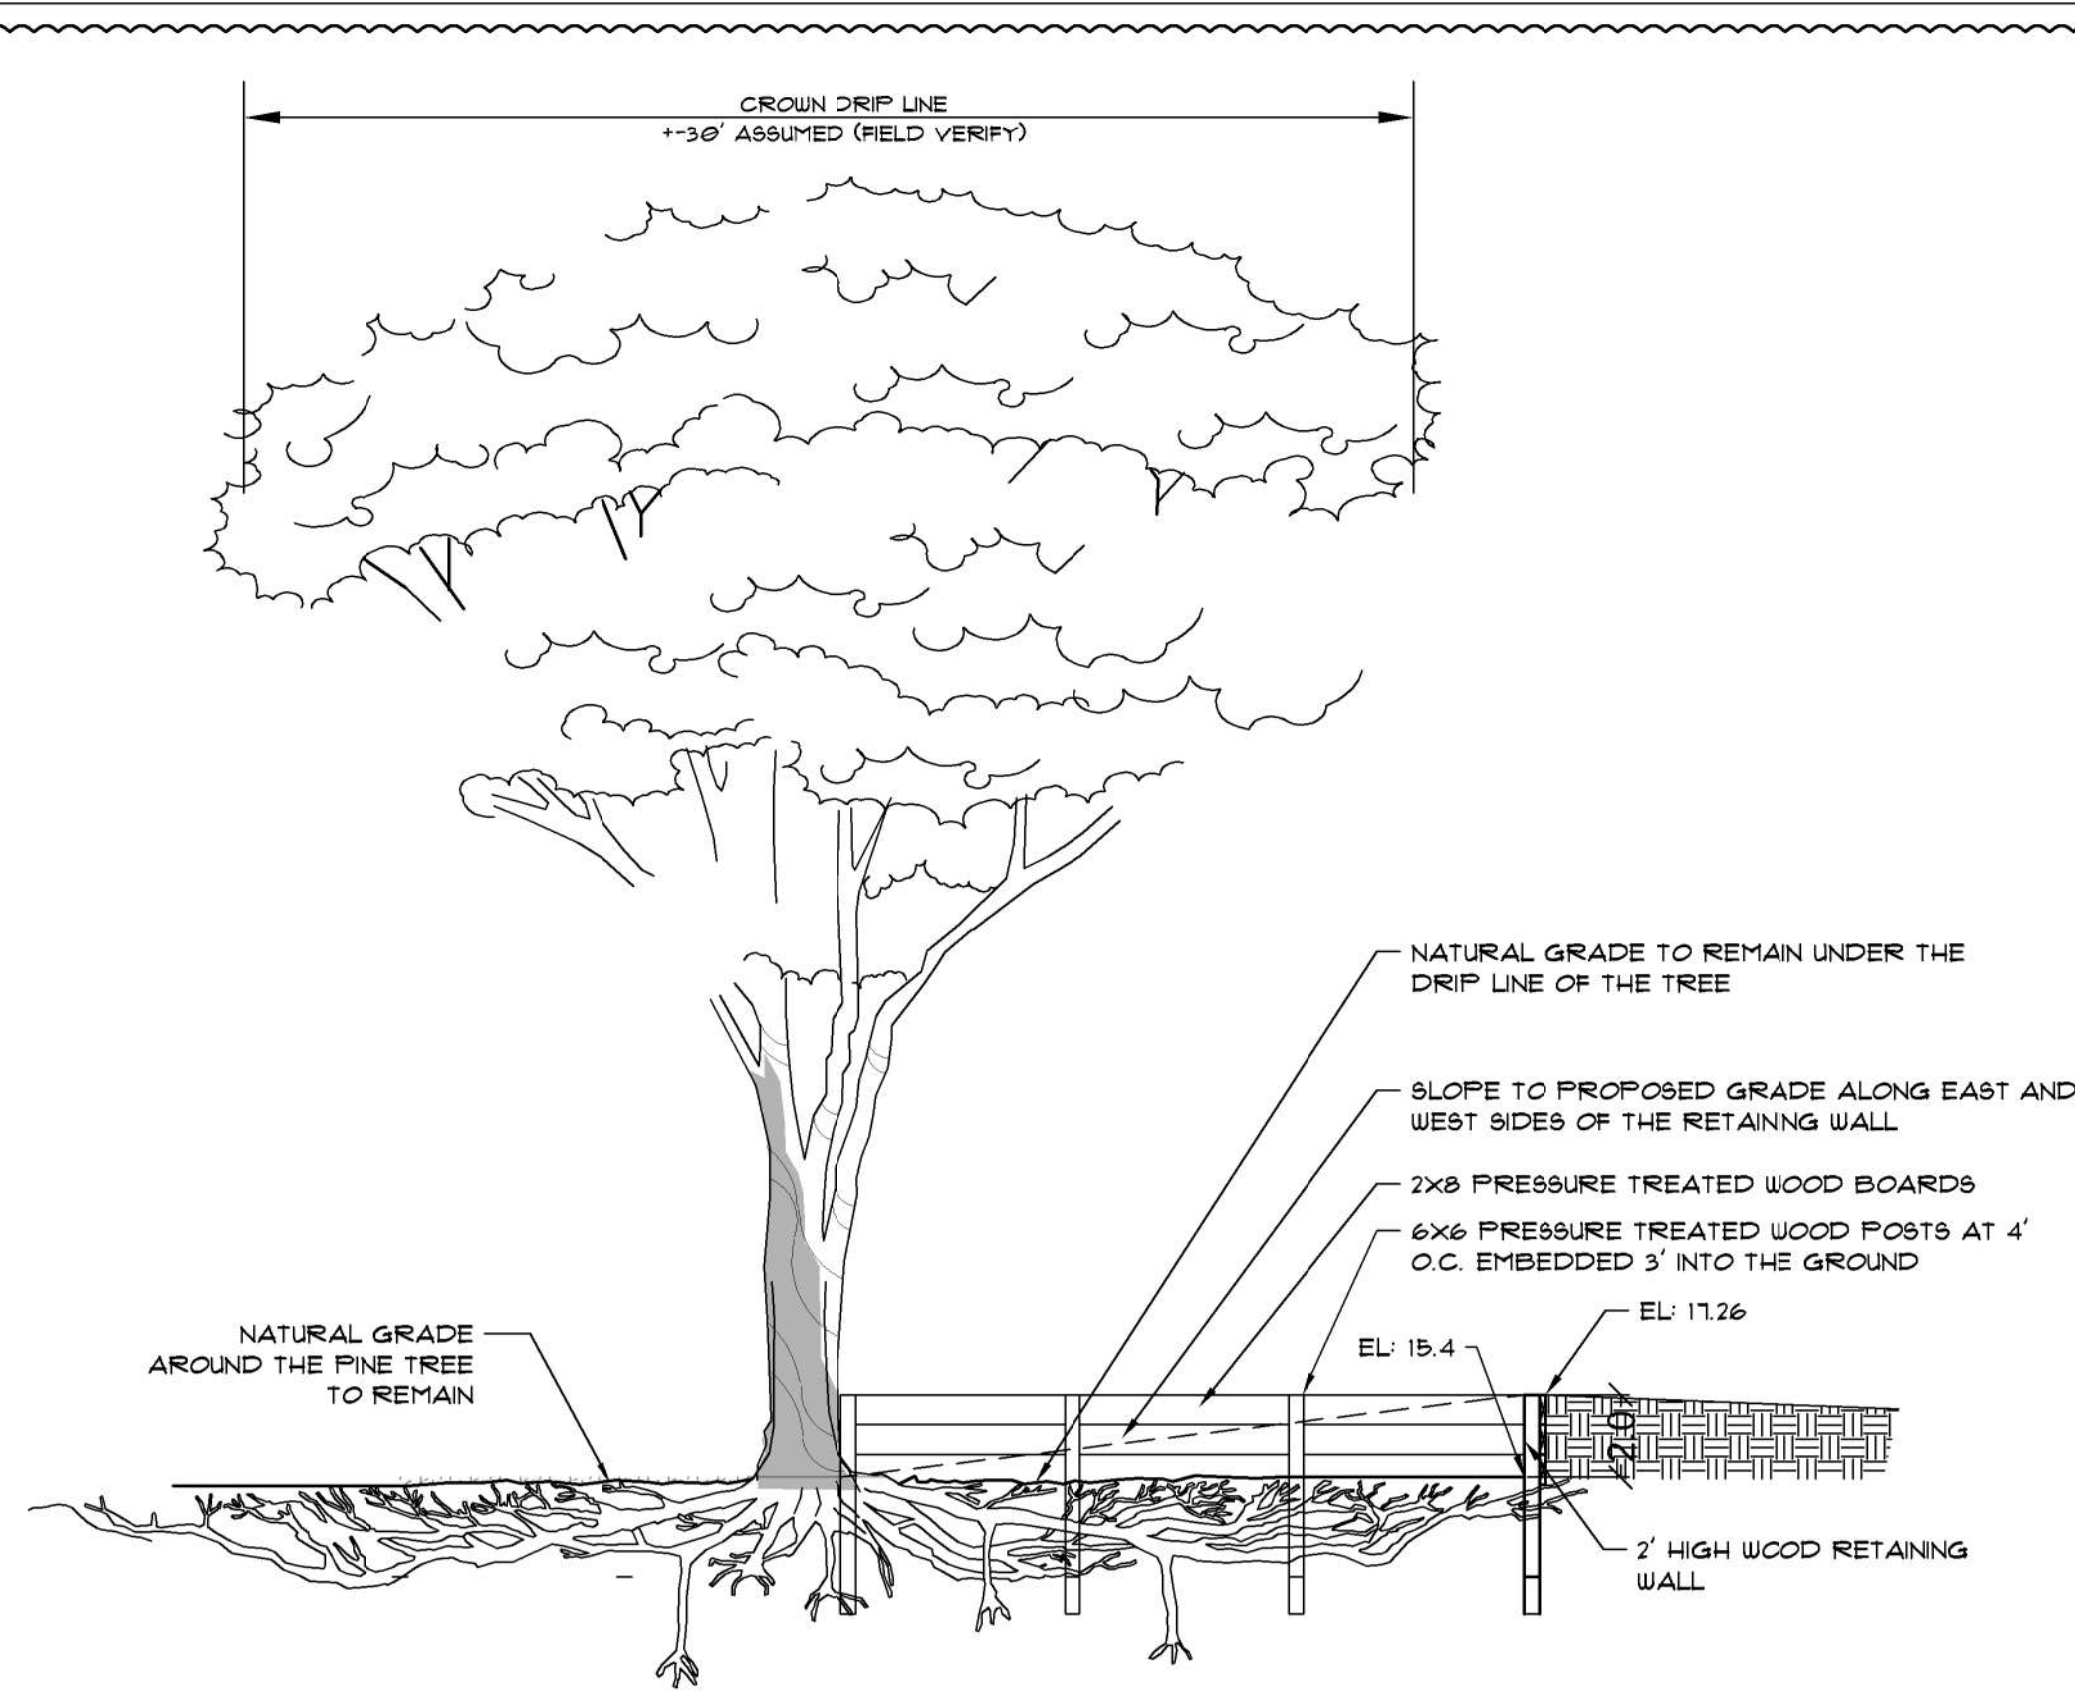 CROWN DRIP LINE
+-30' ASSUMED (FIELD VERIFY)
NATURAL GRADE TO REMAIN UNDER THE
DRIP LINE OF THE TREE
SLOPE TO PROPOSED GRADE ALONG EAST AND
WEST SIDES OF THE RETAINNG WALL
2X8 PRESSURE TREATED WOOD BOARDS
6X6 PRESSURE TREATED WOOD POSTS AT 4'
O.C. EMBEDDED 3' INTO THE GROUND
EL: 17.26
EL: 15.4
NATURAL GRADE
AROUND THE PINE TREE
TO REMAIN
2'
2' HIGH WOOD RETAINING
WALL